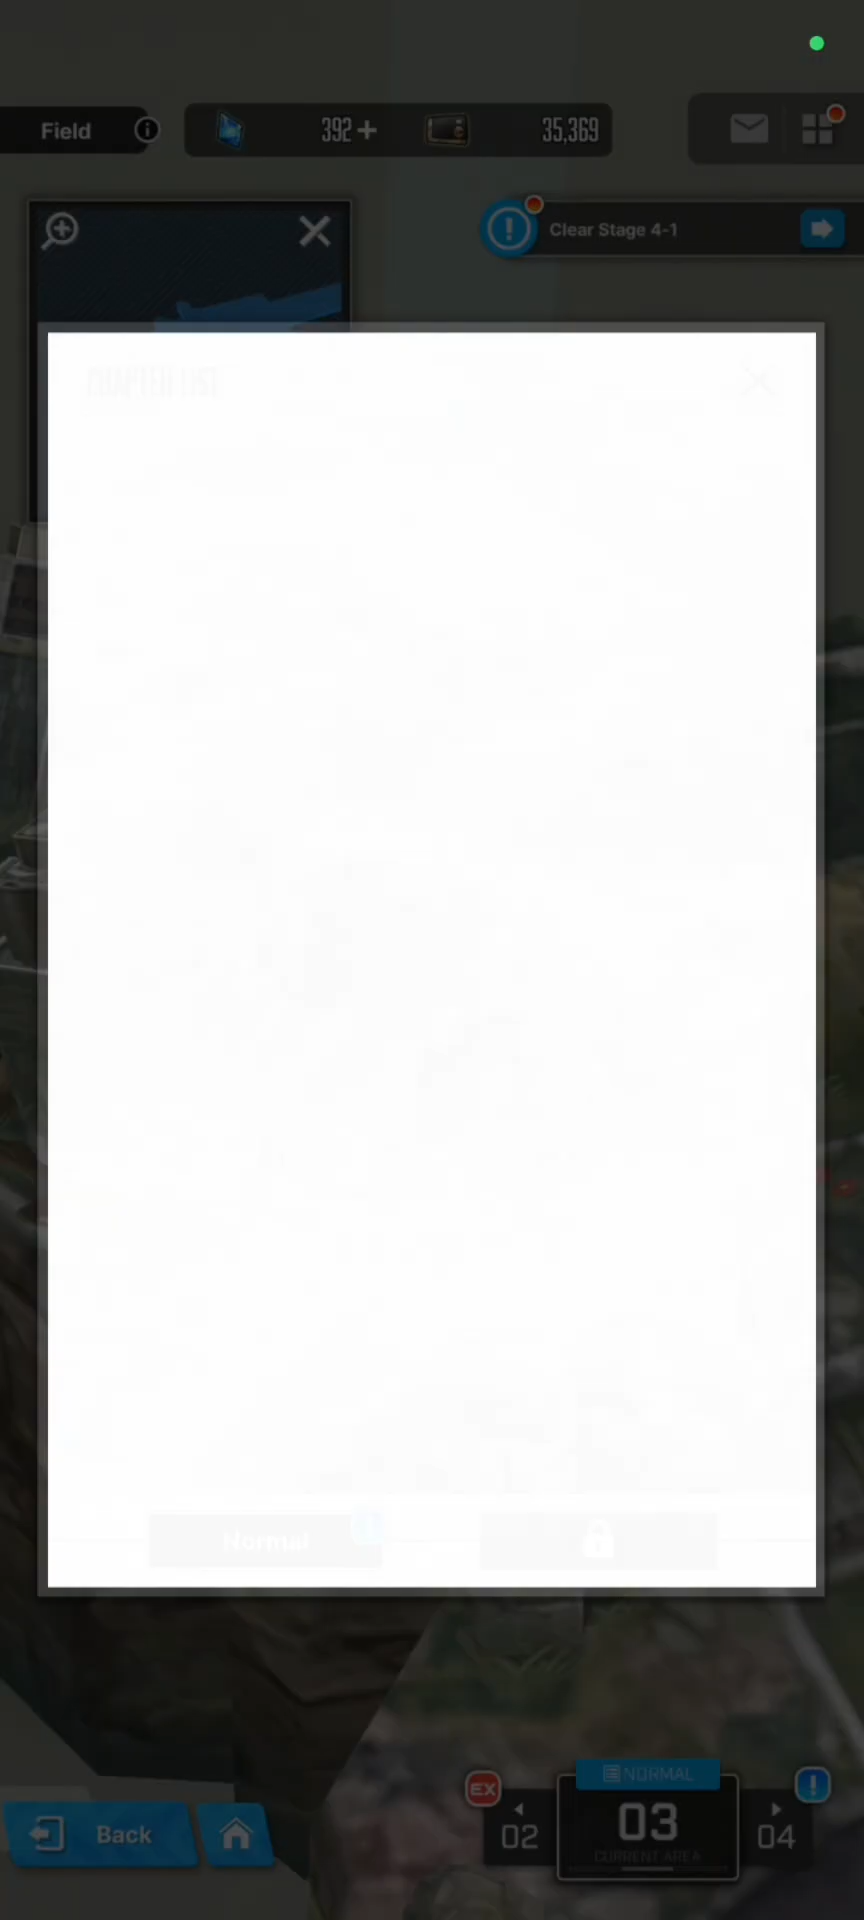 Field
392
35,369
Clear Stage 4-1
CHAPTER LIST
Normal
EX
NORMAL
02
03
04
CURRENT AREA
Back